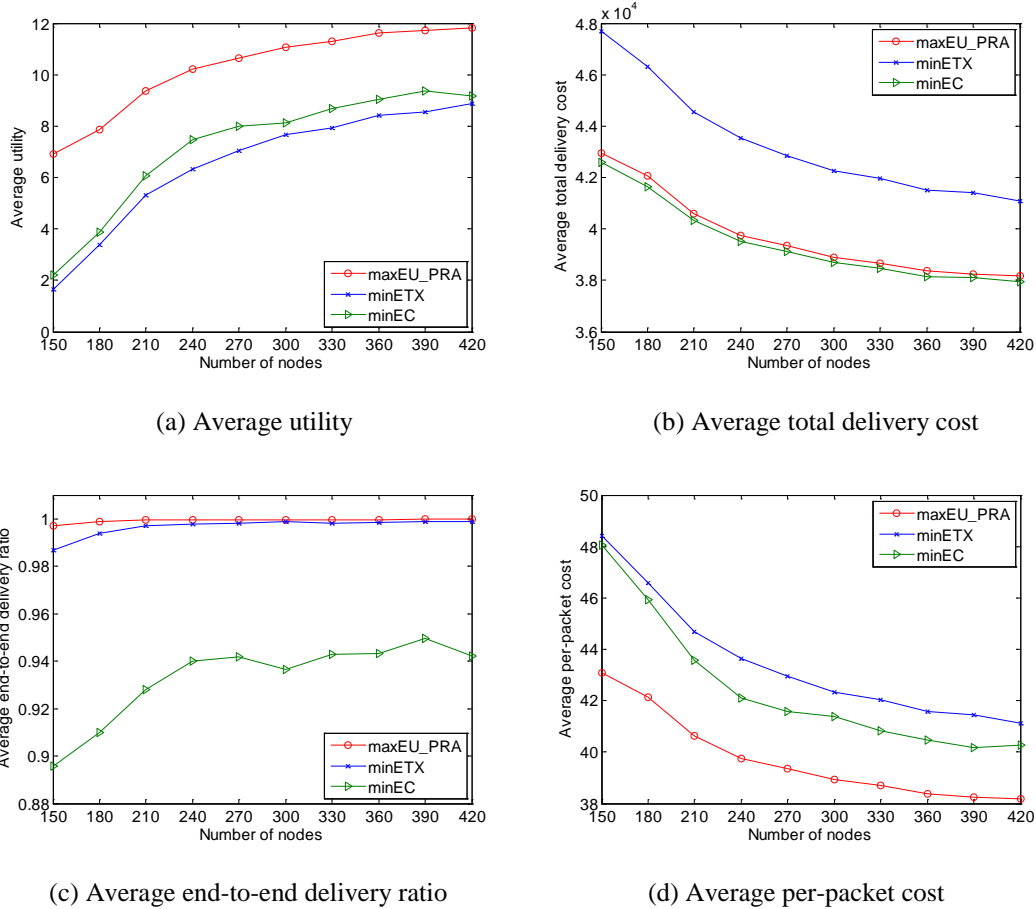 12
10
8
6
4
2
0
150 180 210 240 270 300 330 360 390 420
Average utility
Number of nodes
maxEU_PRA
minETX
minEC
(a) Average utility
x 10^4
4.8
4.6
4.4
4.2
4
3.8
3.6
150 180 210 240 270 300 330 360 390 420
Average total delivery cost
Number of nodes
maxEU_PRA
minETX
minEC
(b) Average total delivery cost
1
0.98
0.96
0.94
0.92
0.9
0.88
150 180 210 240 270 300 330 360 390 420
Average end-to-end delivery ratio
Number of nodes
maxEU_PRA
minETX
minEC
(c) Average end-to-end delivery ratio
50
48
46
44
42
40
38
150 180 210 240 270 300 330 360 390 420
Average per-packet cost
Number of nodes
maxEU_PRA
minETX
minEC
(d) Average per-packet cost